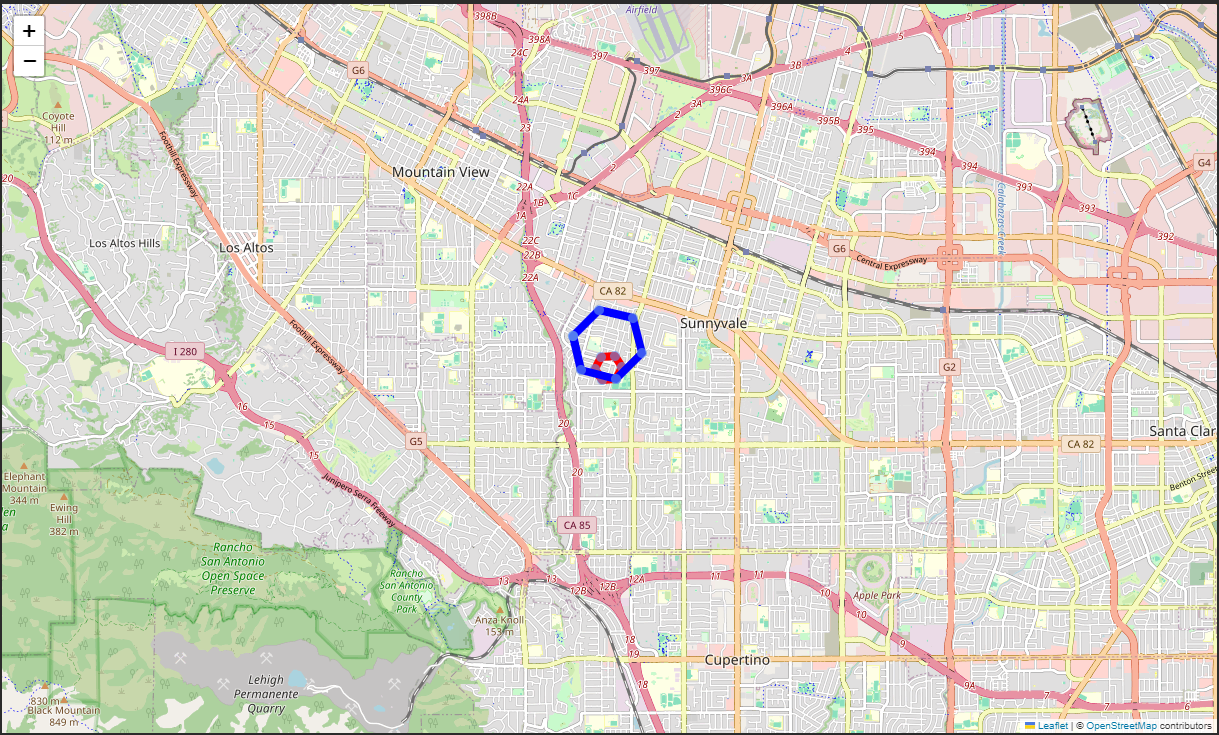 +
−
398B
Airfield
5
398A
24C
397
397
4
5
3B
G6
3A
396C
24A
3A
396A
2
395B
395
Coyote
Hill
112 m
23
394
394
G4
Foothill Expressway
2
20
Mountain View
22A
1C
393
1B
393
1A
Calabazas Creek
392
Los Altos Hills
Los Altos
22C
G6
22B
Central Expressway
22A
CA 82
Sunnyvale
Foothill Expressway
I 280
G2
16
15
20
G5
CA 82
Santa Clar
15
20
Elephant
Mountain
344 m
Junipero Serra Freeway
Benton Street
Ewing
Hill
382 m
en
a
CA 85
Rancho
San Antonio
Open Space
Preserve
Rancho
San Antonio
County
Park
13
13
12B
12B
12A
11
11
10
Apple Park
10
Anza Knoll
153 m
18
9
19
Cupertino
Lehigh
Permanente
Quarry
18
9A
7
830 m
Black Mountain
849 m
7
6
Leaflet | © OpenStreetMap contributors